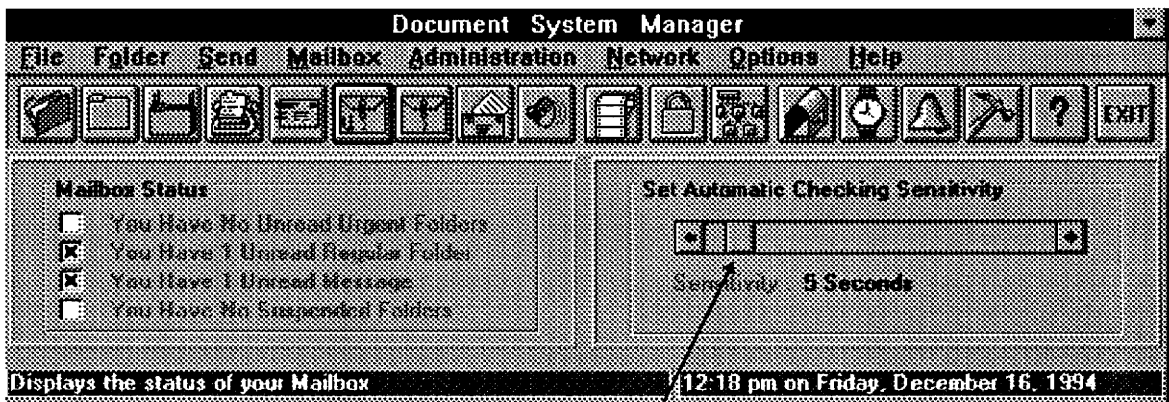 Document System Manager
File Folder Send Mailbox Administration Network Options Help
EXIT
Mailbox Status
You Have No Unread Urgent Folders
You Have 1 Unread Regular Folder
You Have 1 Unread Message
You Have No Suspended Folders
Set Automatic Checking Sensitivity
Sensitivity 5 Seconds
Displays the status of your Mailbox
12:18 pm on Friday, December 16, 1994